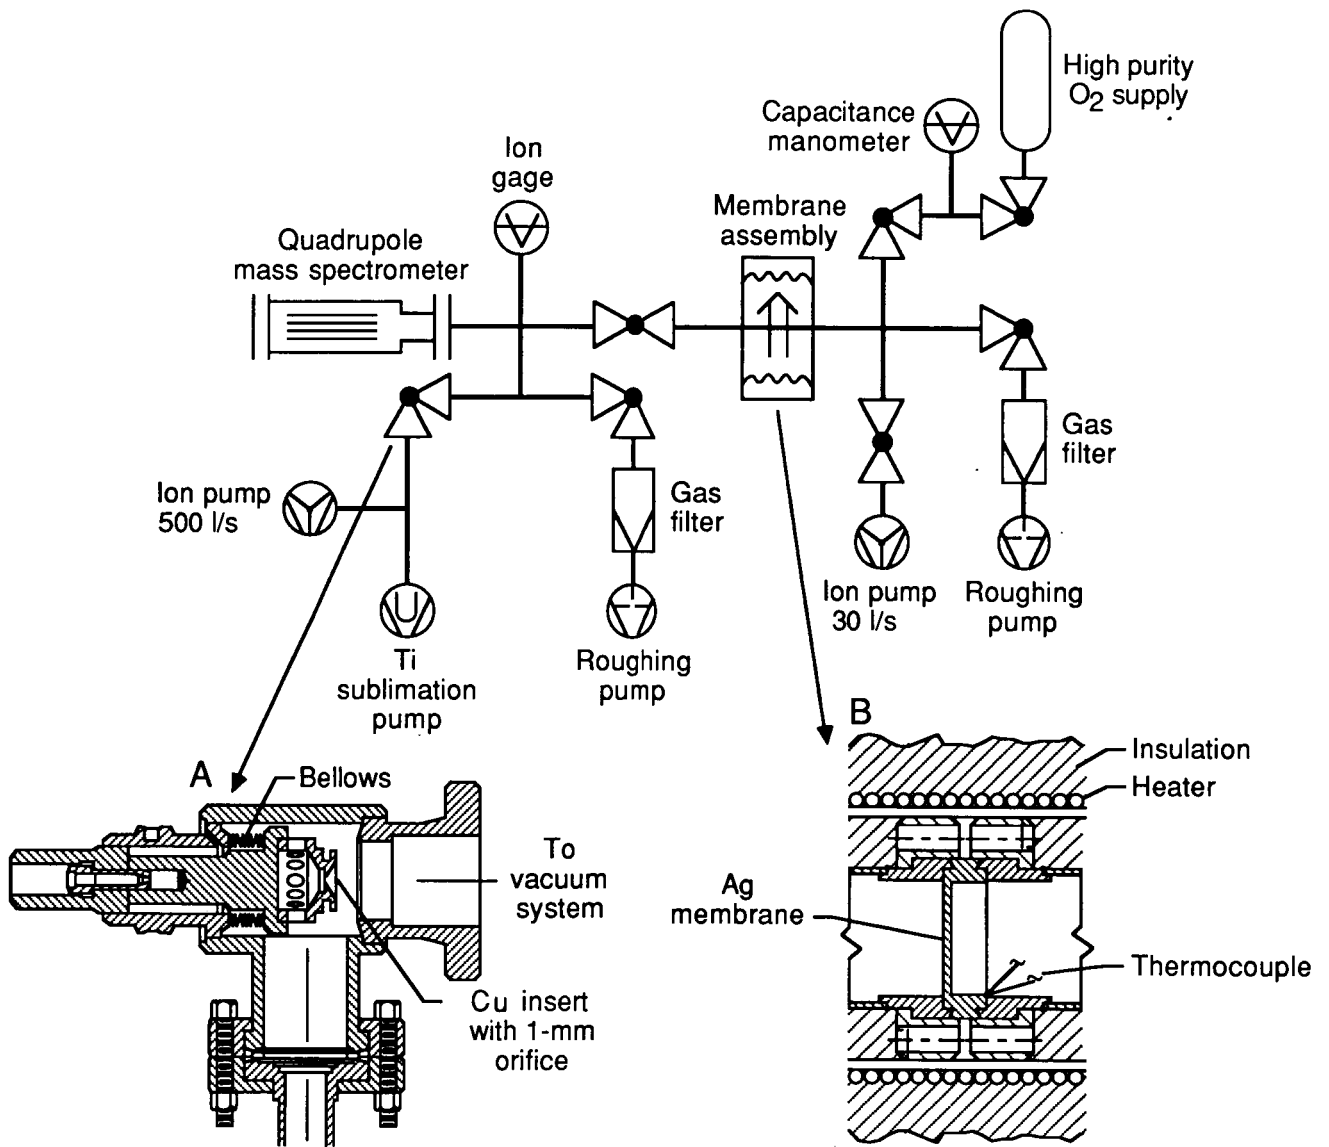 High purity
O2 supply
Capacitance
manometer
Ion
gage
Membrane
assembly
Quadrupole
mass spectrometer
Gas
filter
Ion pump
500 l/s
Gas
filter
Ion pump
30 l/s
Roughing
pump
Ti
sublimation
pump
Roughing
pump
A
Bellows
To
vacuum
system
Cu insert
with 1-mm
orifice
B
Insulation
Heater
Ag
membrane
Thermocouple